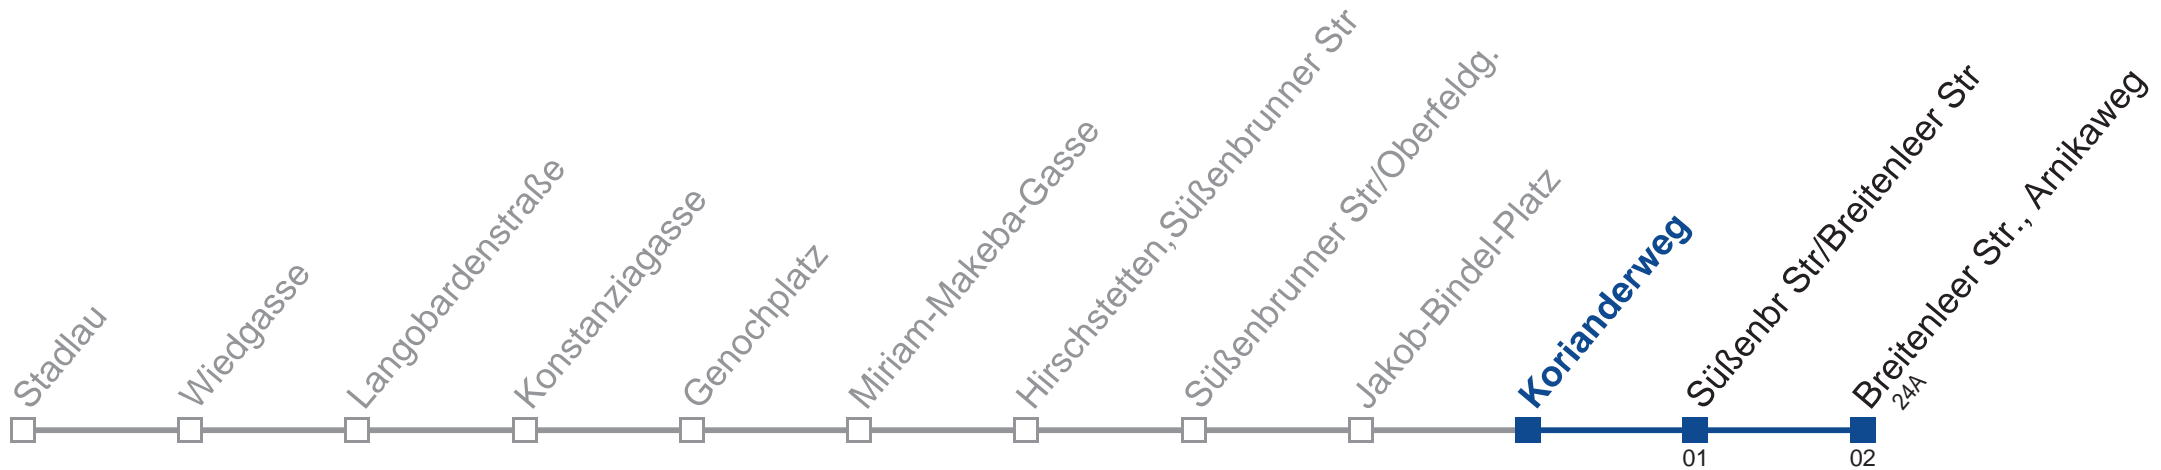 Stadlau
Wiedgasse
Langobardenstraße
Konstanziagasse
Genochplatz
Miriam-Makeba-Gasse
Hirschstetten,Süßenbrunner Str
Süßenbrunner Str/Oberfeldg.
Jakob-Bindel-Platz
Korianderweg
Süßenbr Str/Breitenleer Str
Breitenleer Str., Arnikaweg
24A
01
02